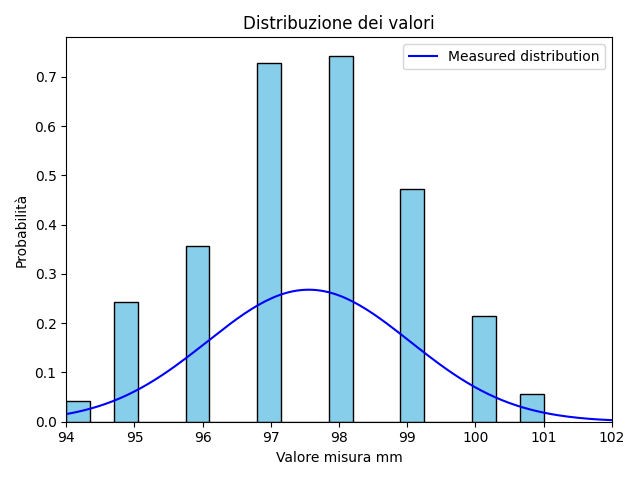 Distribuzione dei valori
Measured distribution
Probabilità
0.7
0.6
0.5
0.4
0.3
0.2
0.1
0.0
94 95 96 97 98 99 100 101 102
Valore misura mm